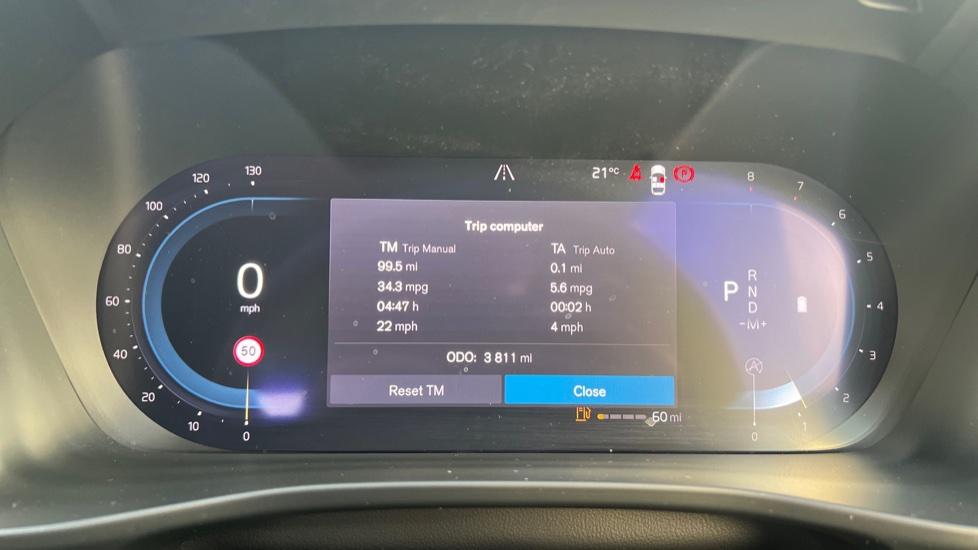 21°C
Trip computer
TM Trip Manual TA Trip Auto
99.5 mi 0.1 mi
34.3 mpg 5.6 mpg
04:47 h 00:02 h
22 mph 4 mph
ODO: 3 811 mi
Reset TM Close
60 mi
0
10
20
40
60
80
100
120
130
0
mph
50
P
R
N
D
-M+
A
P
8
7
6
5
4
3
2
1
0